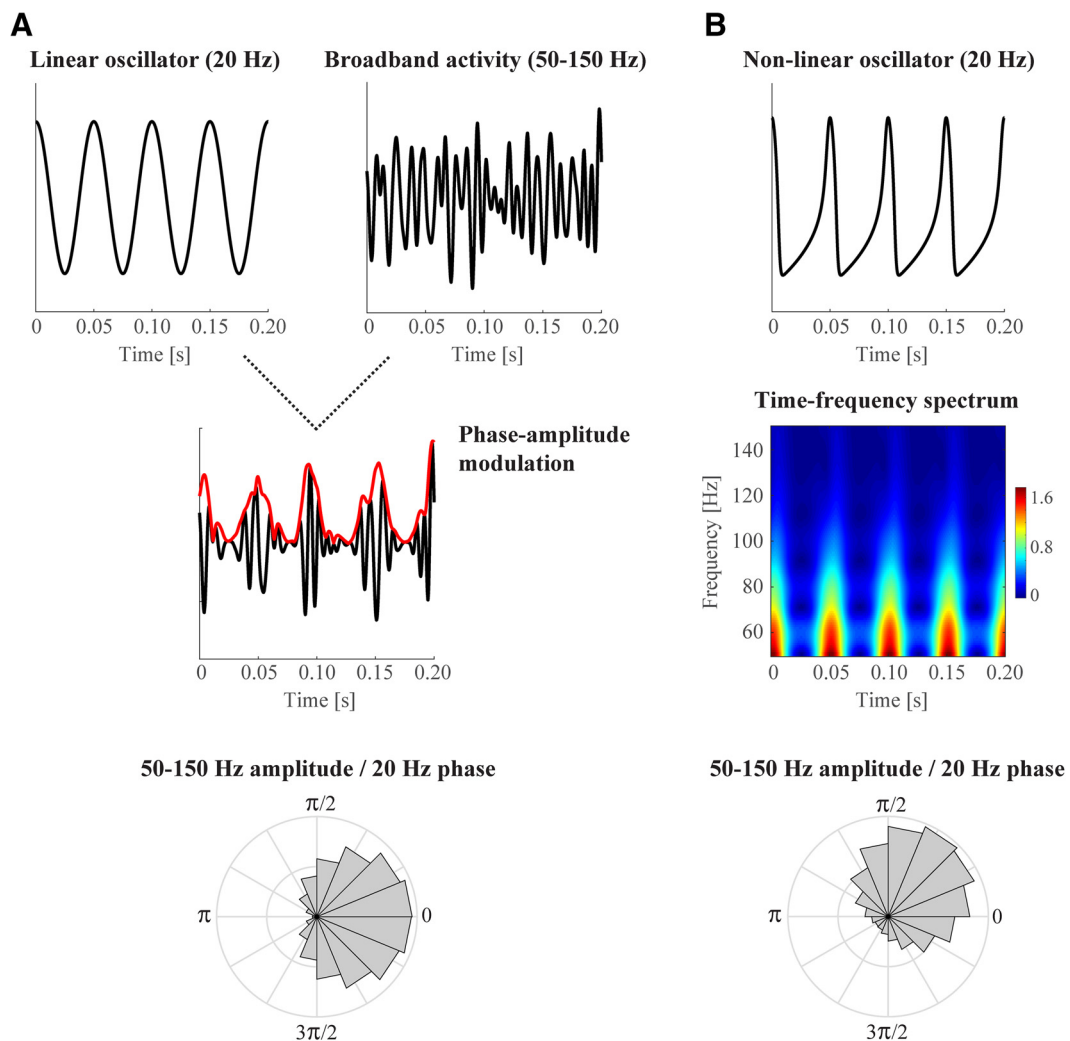 A
B
Linear oscillator (20 Hz)
Broadband activity (50-150 Hz)
Non-linear oscillator (20 Hz)
0 0.05 0.10 0.15 0.20
Time [s]
0 0.05 0.10 0.15 0.20
Time [s]
0 0.05 0.10 0.15 0.20
Time [s]
Phase-amplitude
modulation
0 0.05 0.10 0.15 0.20
Time [s]
Time-frequency spectrum
Frequency [Hz]
140
120
100
80
60
1.6
0.8
0
0 0.05 0.10 0.15 0.20
Time [s]
50-150 Hz amplitude / 20 Hz phase
π/2
π
0
3π/2
50-150 Hz amplitude / 20 Hz phase
π/2
π
0
3π/2